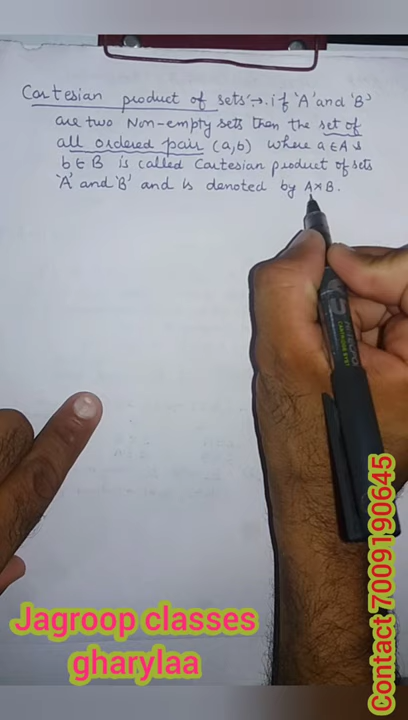 Cartesian product of sets :→ if 'A' and 'B'
are two Non-empty sets then the set of
all ordered pair (a,b) where a∈A &
b∈B is called Cartesian product of sets
'A' and 'B' and is denoted by A×B.
Jagroop classes
gharylaa
Contact 7009190645